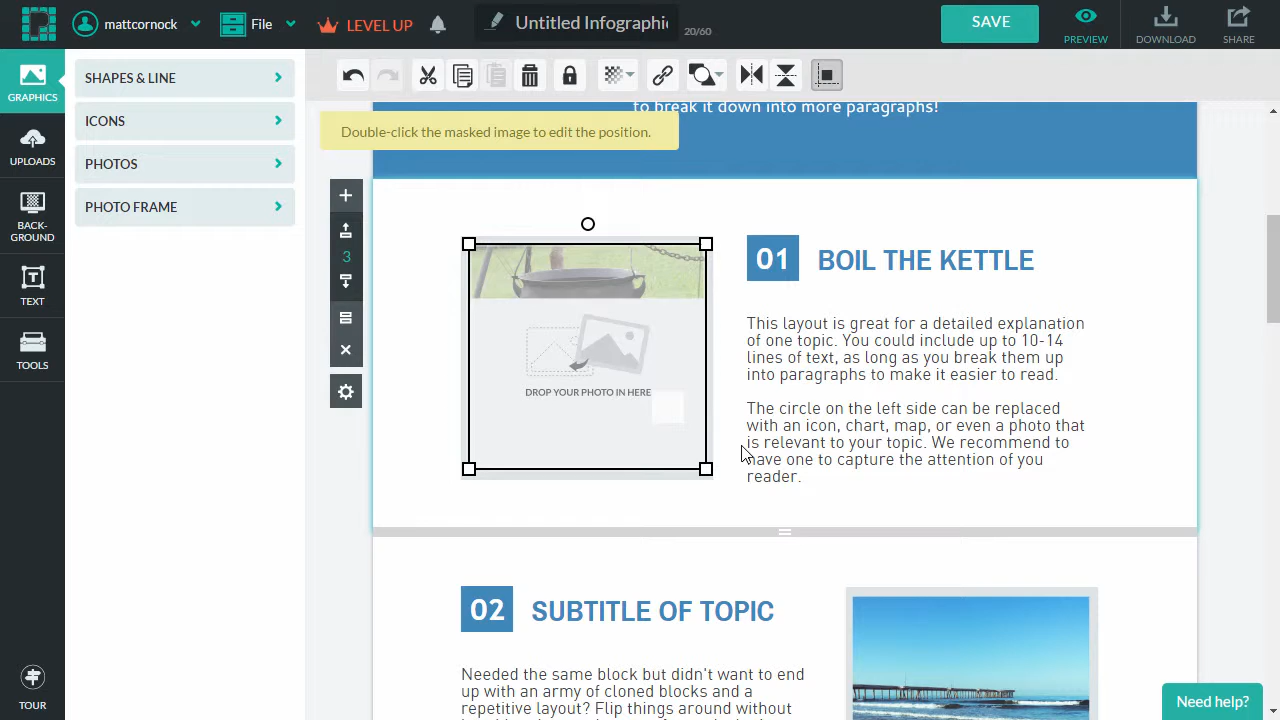 mattcornock
File
LEVEL UP
Untitled Infographi
20/60
SAVE
PREVIEW
DOWNLOAD
SHARE
GRAPHICS
UPLOADS
BACK-
GROUND
TEXT
TOOLS
TOUR
SHAPES & LINE
ICONS
PHOTOS
PHOTO FRAME
to break it down into more paragraphs!
Double-click the masked image to edit the position.
3
DROP YOUR PHOTO IN HERE
01 BOIL THE KETTLE
This layout is great for a detailed explanation
of one topic. You could include up to 10-14
lines of text, as long as you break them up
into paragraphs to make it easier to read.
The circle on the left side can be replaced
with an icon, chart, map, or even a photo that
is relevant to your topic. We recommend to
have one to capture the attention of you
reader.
02 SUBTITLE OF TOPIC
Needed the same block but didn't want to end
up with an army of cloned blocks and a
repetitive layout? Flip things around without
Need help?